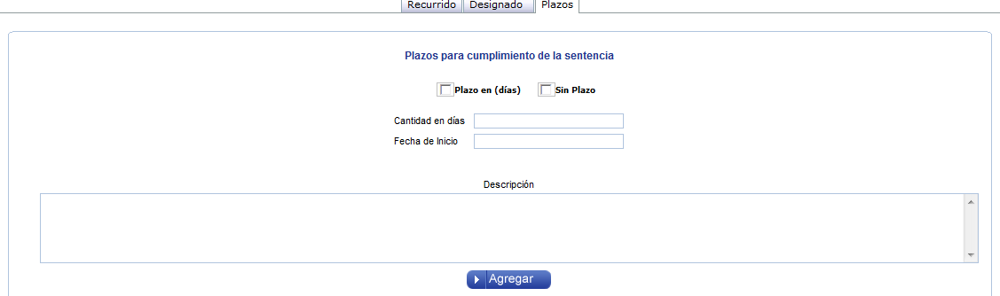 Recurrido Designado Plazos
Plazos para cumplimiento de la sentencia
Plazo en (días) Sin Plazo
Cantidad en días
Fecha de Inicio
Descripción
Agregar